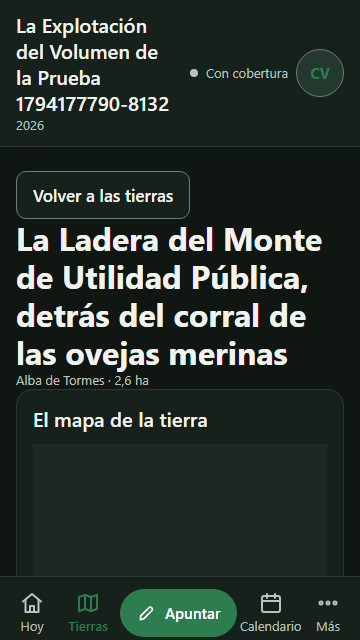 La Explotación
del Volumen de
la Prueba
1794177790-8132
2026
Con cobertura
CV
Volver a las tierras
La Ladera del Monte
de Utilidad Pública,
detrás del corral de
las ovejas merinas
Alba de Tormes · 2,6 ha
El mapa de la tierra
Hoy
Tierras
Apuntar
Calendario
Más